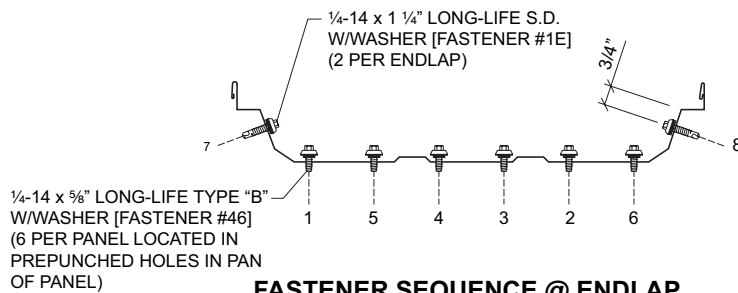 ¼-14 x 1 ¼” LONG-LIFE S.D.
W/WASHER [FASTENER #1E]
(2 PER ENDLAP)
3/4”
7
8
¼-14 x ⅝” LONG-LIFE TYPE “B”
W/WASHER [FASTENER #46]
(6 PER PANEL LOCATED IN
PREPUNCHED HOLES IN PAN
OF PANEL)
1 5 4 3 2 6
FASTENER SEQUENCE @ ENDLAP